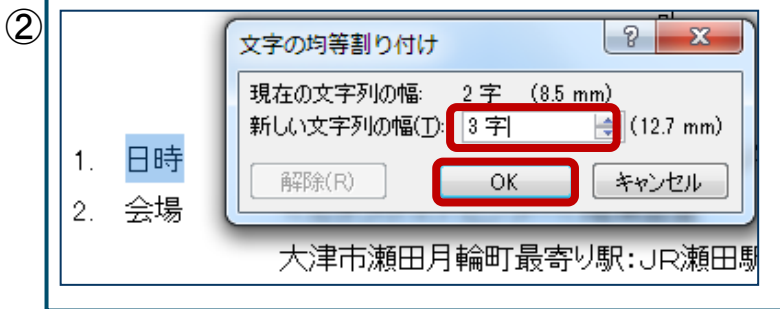 ②
文字の均等割り付け
現在の文字列の幅: 2 字 (8.5 mm)
新しい文字列の幅(T): 3 字 (12.7 mm)
解除(R) OK キャンセル
1. 日時
2. 会場
大津市瀬田月輪町最寄り駅:JR瀬田駅